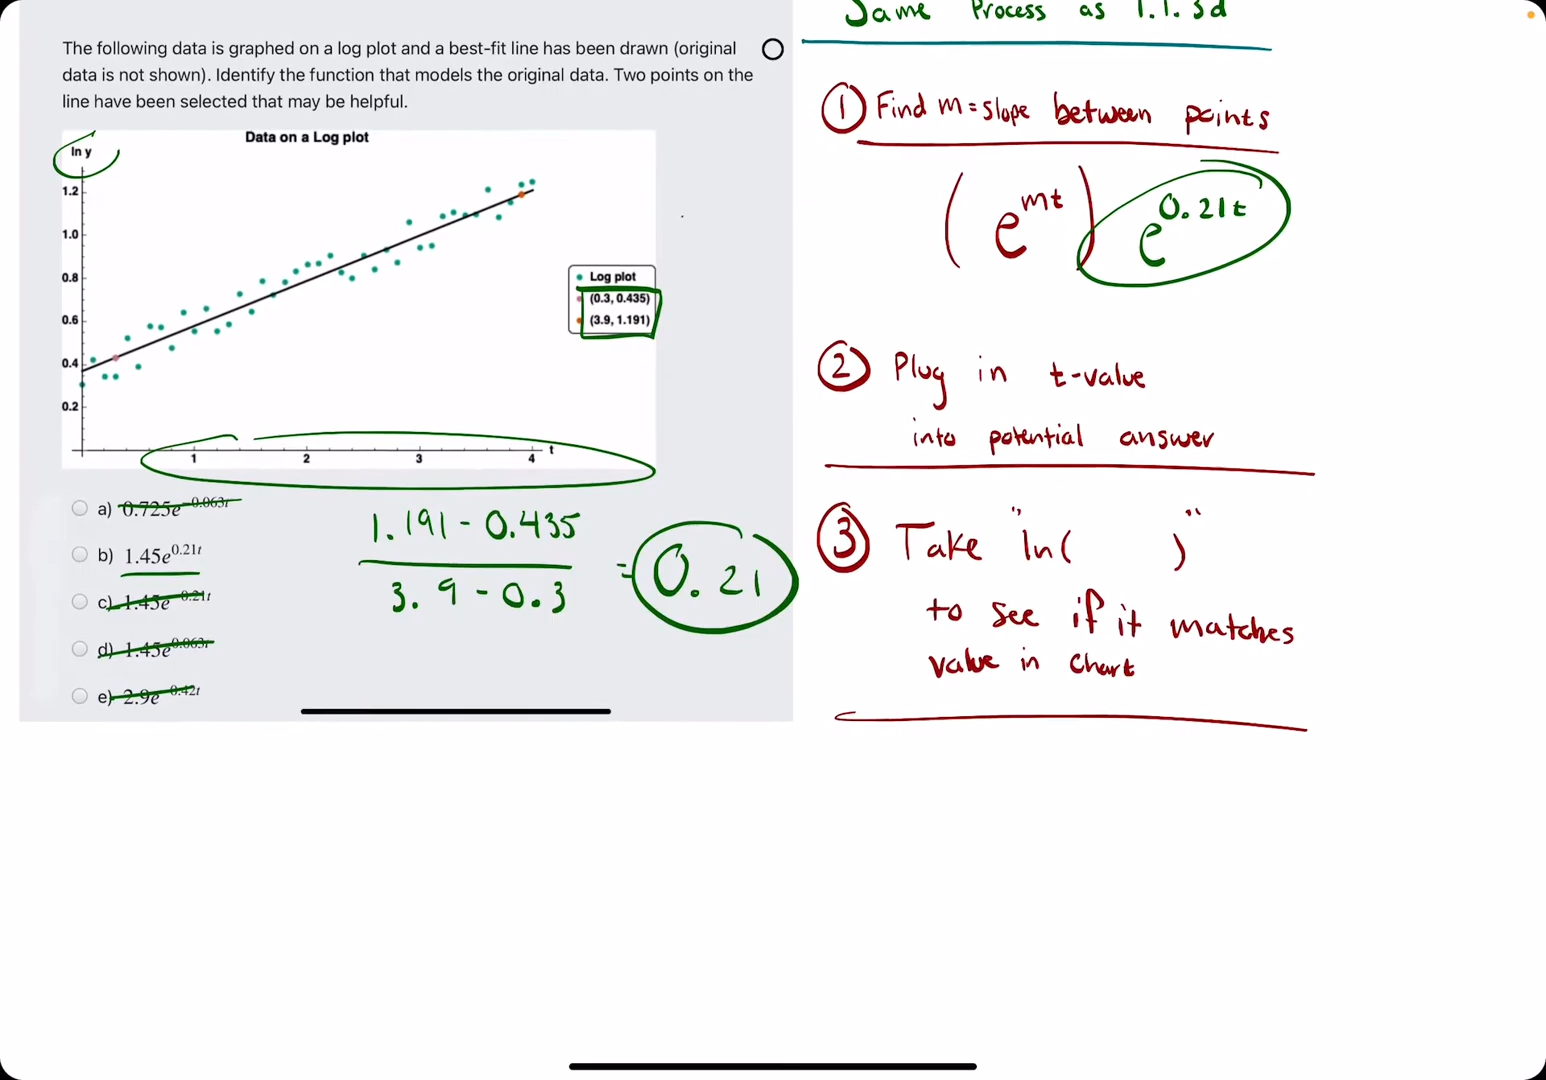 Same Process as 1.1.3d
The following data is graphed on a log plot and a best-fit line has been drawn (original
data is not shown). Identify the function that models the original data. Two points on the
line have been selected that may be helpful.
Data on a Log plot
ln y
1.2
1.0
0.8
0.6
0.4
0.2
1 2 3 4 t
Log plot
(0.3, 0.435)
(3.9, 1.191)
a) 0.725e^-0.063t
b) 1.45e^0.21t
c) 1.45e^-0.21t
d) 1.45e^0.063t
e) 2.9e^-0.42t
1.191 - 0.435
3.9 - 0.3
= 0.21
① Find m = slope between points
(e^mt) e^0.21t
② Plug in t-value
into potential answer
③ Take "ln( )"
to see if it matches
value in chart